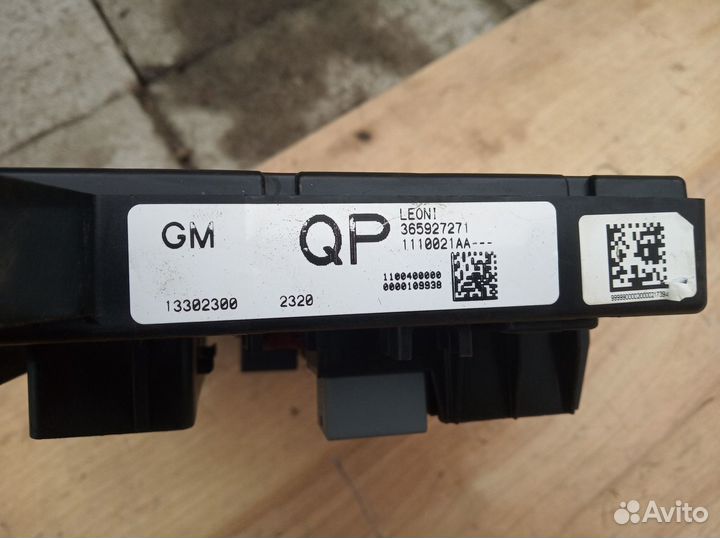 GM
QP
LEONI
365927271
1110021AA---
1100400000
0000109938
13302300
2320
Avito